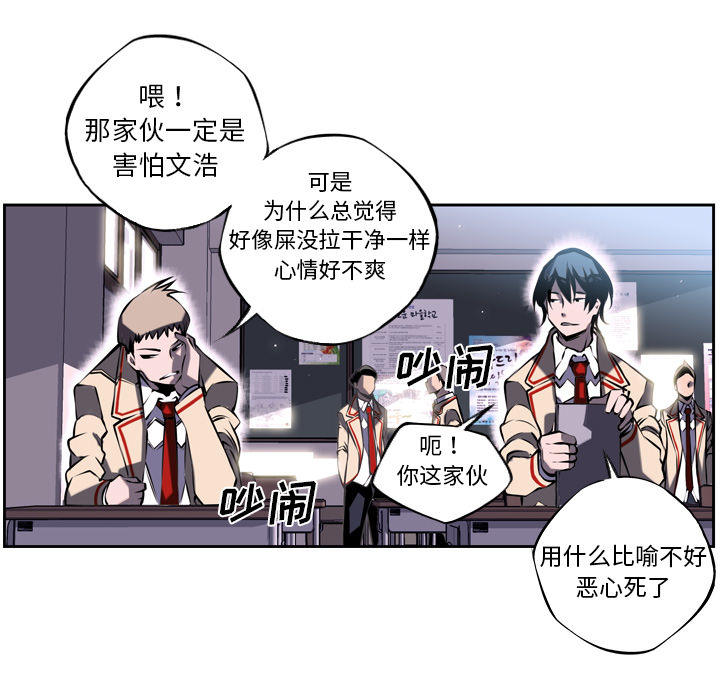 喂！
那家伙一定是
害怕文浩
可是
为什么总觉得
好像屎没拉干净一样
心情好不爽
吵闹
呃！
你这家伙
吵闹
用什么比喻不好
恶心死了